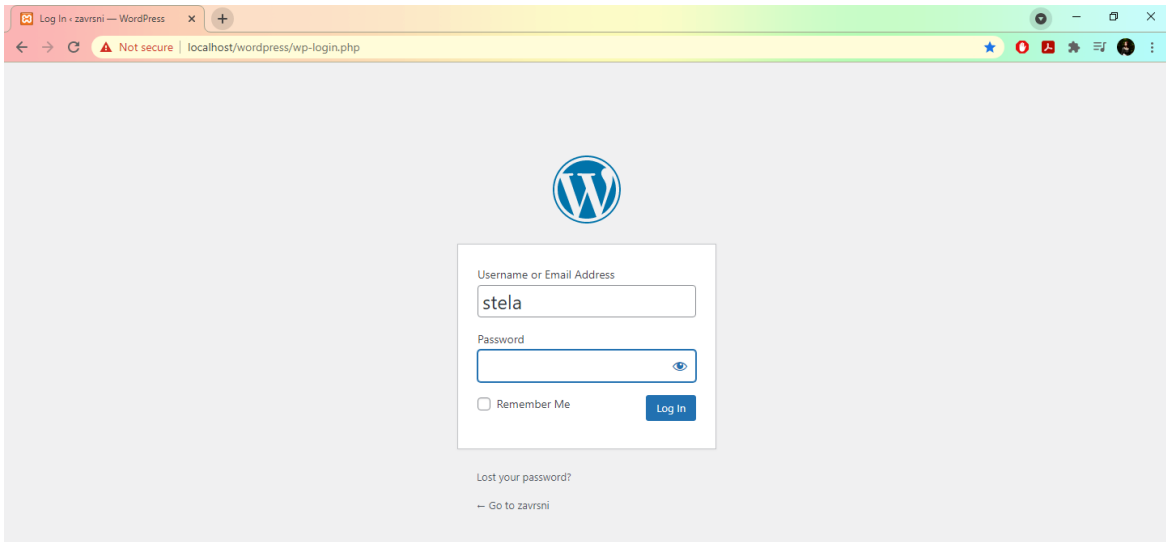 Log In ‹ zavrsni — WordPress
Not secure | localhost/wordpress/wp-login.php
Username or Email Address
stela
Password
Remember Me
Log In
Lost your password?
← Go to zavrsni